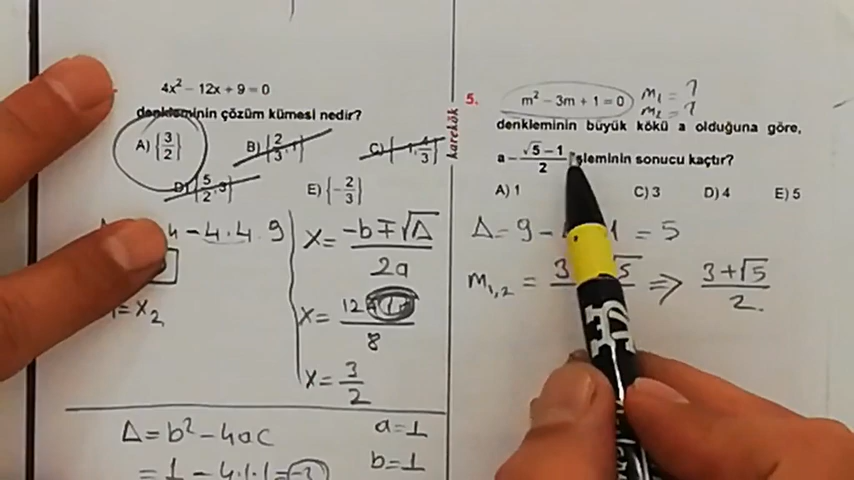 4x² - 12x + 9 = 0
denkleminin çözüm kümesi nedir?
A) {3/2}
B) {2/3, 1}
C) {
D) {5/2, 3}
E) {-2/3}
- 4.4.9
= x₂
x = (-b ∓ √Δ) / 2a
x = 12 / 8
x = 3/2
Δ = b² - 4ac
= 1 - 4.1.1 = -3
a = 1
b = 1
karekök
5.
m² - 3m + 1 = 0
m₁ = ?
m₂ = ?
denkleminin büyük kökü a olduğuna göre,
a - (√5 - 1)/2 işleminin sonucu kaçtır?
A) 1
C) 3
D) 4
E) 5
Δ = 9 - 1 = 5
m₁,₂ = 3 √5 ⇒ (3 + √5) / 2